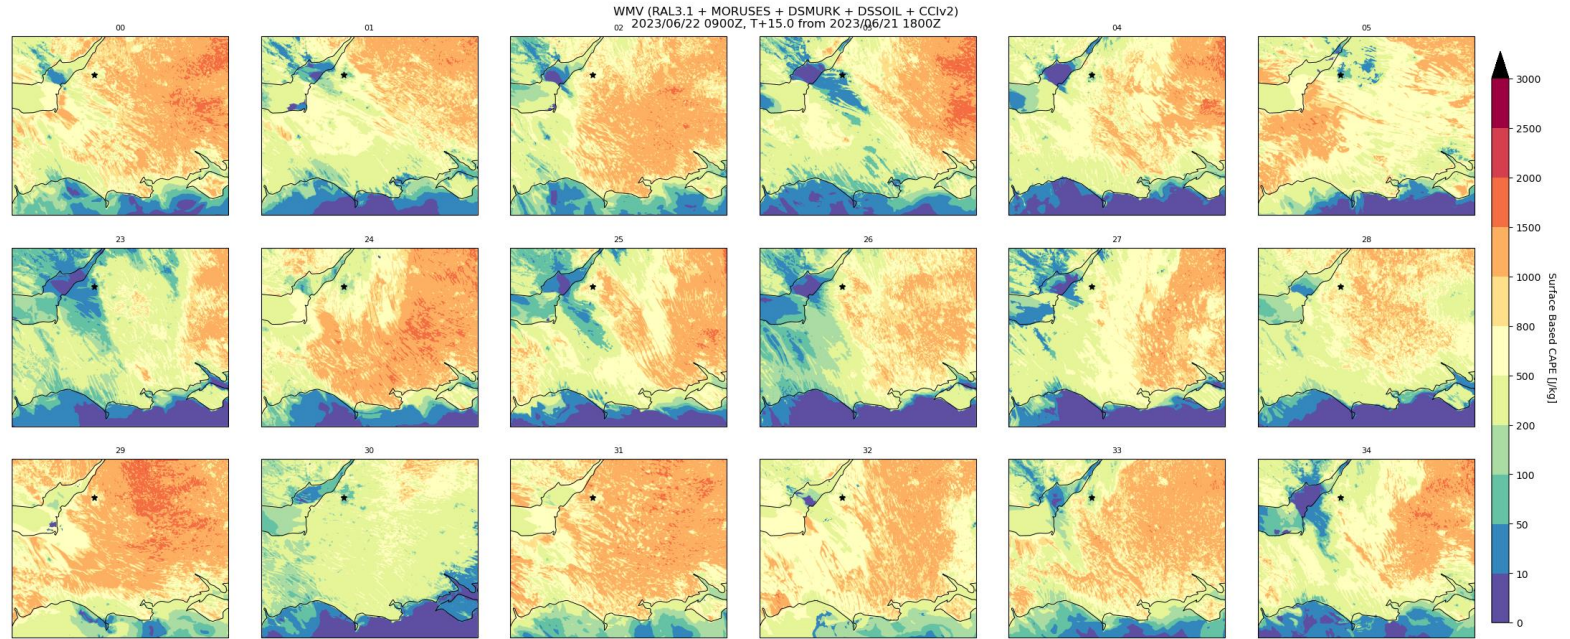 WMV (RAL3.1 + MORUSES + DSMURK + DSSOIL + CCIv2)
2023/06/22 0900Z, T+15.0 from 2023/06/21 1800Z
00 01 02 03 04 05
23 24 25 26 27 28
29 30 31 32 33 34
3000
2500
2000
1500
1000
800
500
200
100
50
10
0
Surface Based CAPE [J/kg]